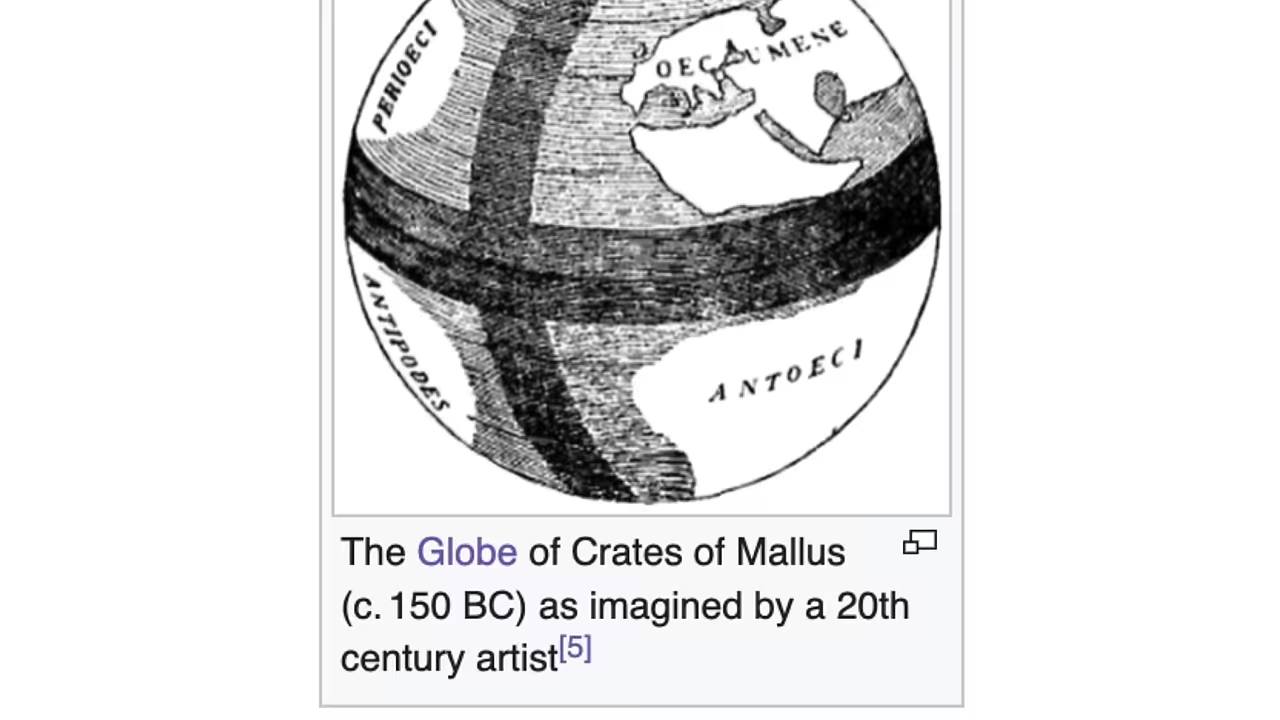 PERIOECI
OECUMENE
ANTIPODES
ANTOECI
The Globe of Crates of Mallus
(c. 150 BC) as imagined by a 20th
century artist[5]